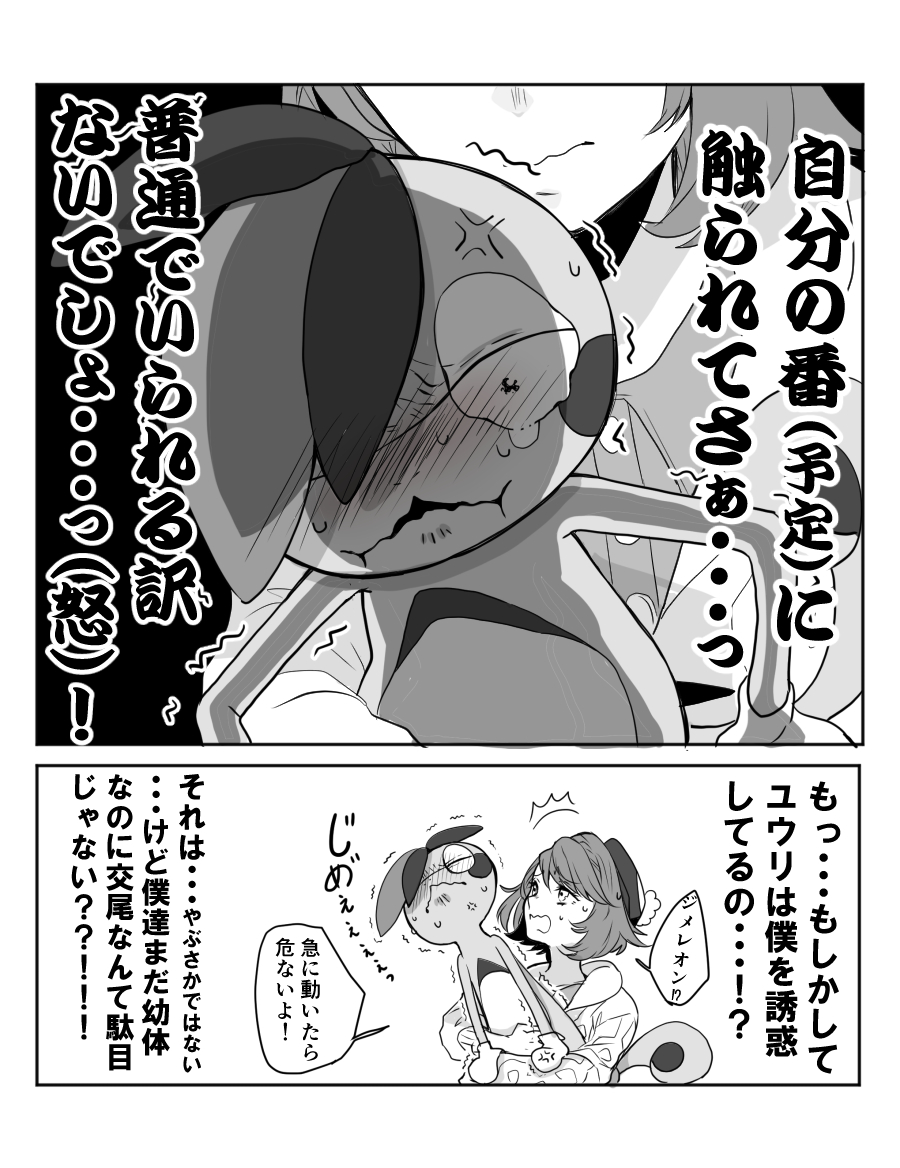 自分の番(予定)に
触られてさぁ・・・っ
普通でいられる訳
ないでしょ・・・・っ(怒)!
もっ・・・もしかして
ユウリは僕を誘惑
してるの・・・!?
ジメレオン!?
じめぇぇぇぇっ
急に動いたら
危ないよ!
それは・・・やぶさかではない
・・・けど僕達まだ幼体
なのに交尾なんて駄目
じゃない??!!!